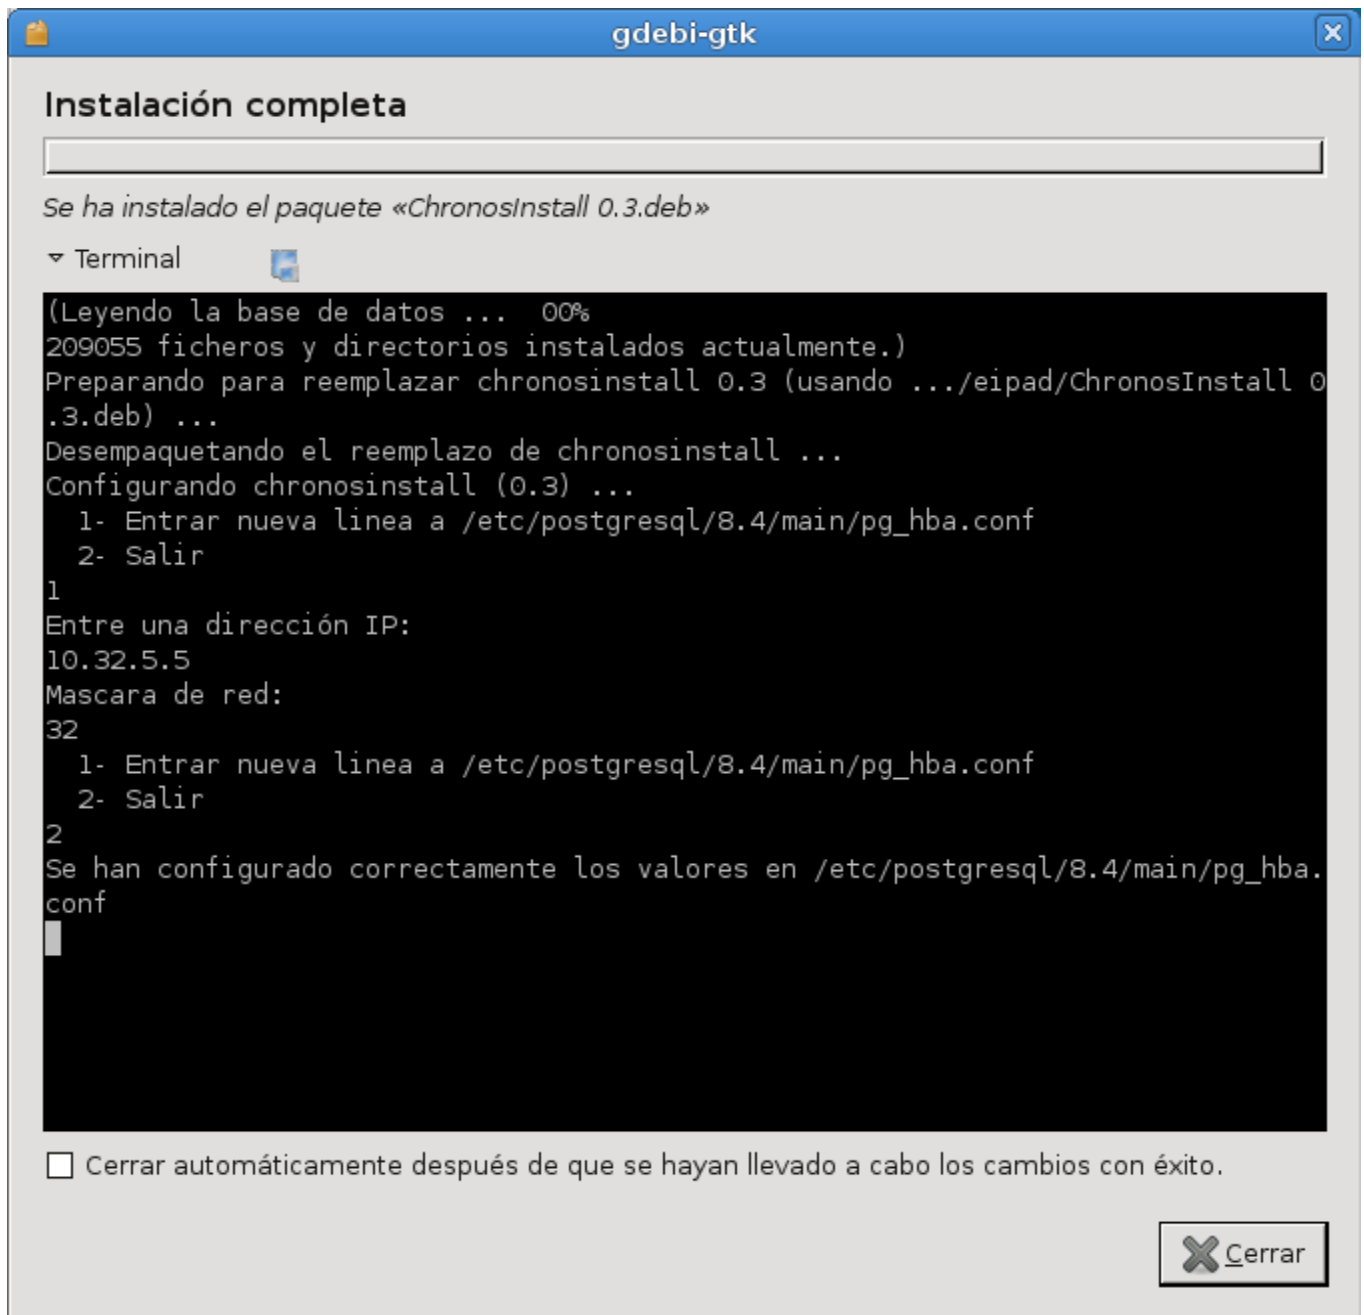 gdebi-gtk
Instalación completa
Se ha instalado el paquete «ChronosInstall 0.3.deb»
Terminal
(Leyendo la base de datos ...  00%
209055 ficheros y directorios instalados actualmente.)
Preparando para reemplazar chronosinstall 0.3 (usando .../eipad/ChronosInstall 0
.3.deb) ...
Desempaquetando el reemplazo de chronosinstall ...
Configurando chronosinstall (0.3) ...
  1- Entrar nueva linea a /etc/postgresql/8.4/main/pg_hba.conf
  2- Salir
1
Entre una dirección IP:
10.32.5.5
Mascara de red:
32
  1- Entrar nueva linea a /etc/postgresql/8.4/main/pg_hba.conf
  2- Salir
2
Se han configurado correctamente los valores en /etc/postgresql/8.4/main/pg_hba.
conf
Cerrar automáticamente después de que se hayan llevado a cabo los cambios con éxito.
Cerrar